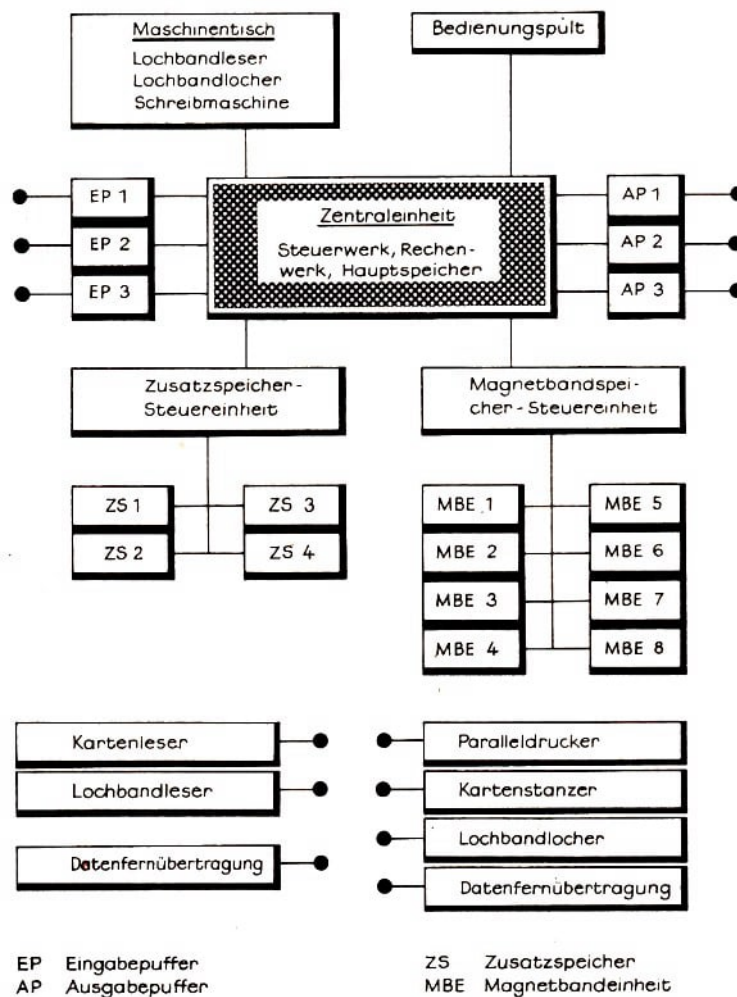 Maschinentisch
Lochbandleser
Lochbandlocher
Schreibmaschine
Bedienungspült
EP 1
EP 2
EP 3
Zentraleinheit
Steuerwerk, Rechen-
werk, Hauptspeicher
AP 1
AP 2
AP 3
Zusatzspeicher-
Steuereinheit
Magnetbandspei-
cher-Steuereinheit
ZS 1
ZS 3
ZS 2
ZS 4
MBE 1
MBE 5
MBE 2
MBE 6
MBE 3
MBE 7
MBE 4
MBE 8
Kartenleser
Lochbandleser
Datenfernübertragung
Paralleldrucker
Kartenstanzer
Lochbandlocher
Datenfernübertragung
EP Eingabepuffer
AP Ausgabepuffer
ZS Zusatzspeicher
MBE Magnetbandeinheit